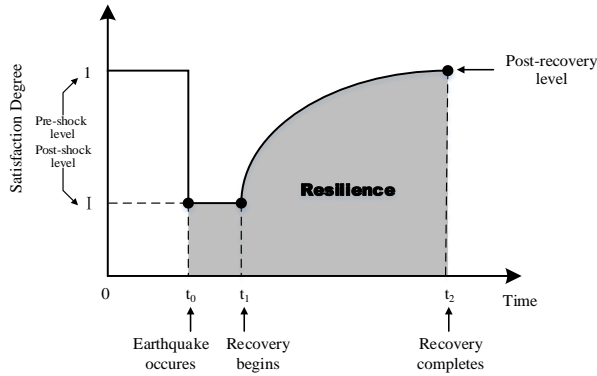 Satisfaction Degree
1
Pre-shock
level
Post-shock
level
I
Resilience
Post-recovery
level
0
t0
t1
t2
Time
Earthquake
occures
Recovery
begins
Recovery
completes